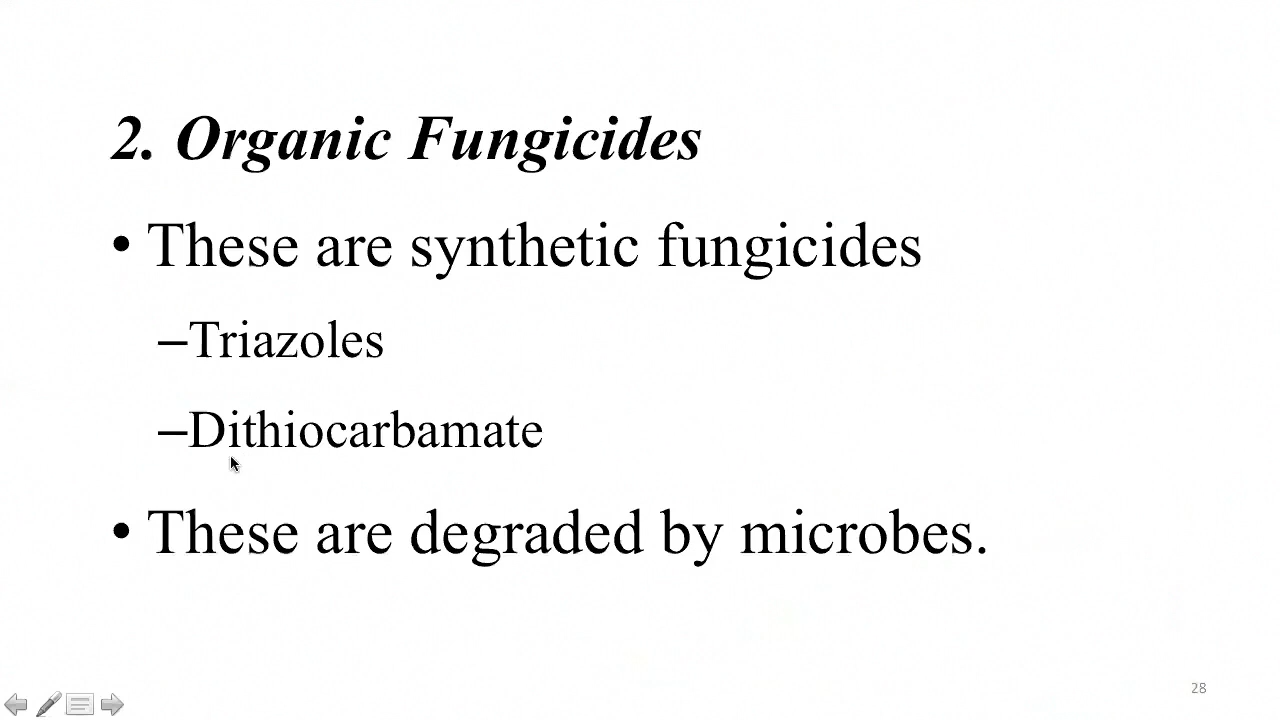 2. Organic Fungicides
• These are synthetic fungicides
–Triazoles
–Dithiocarbamate
• These are degraded by microbes.
28